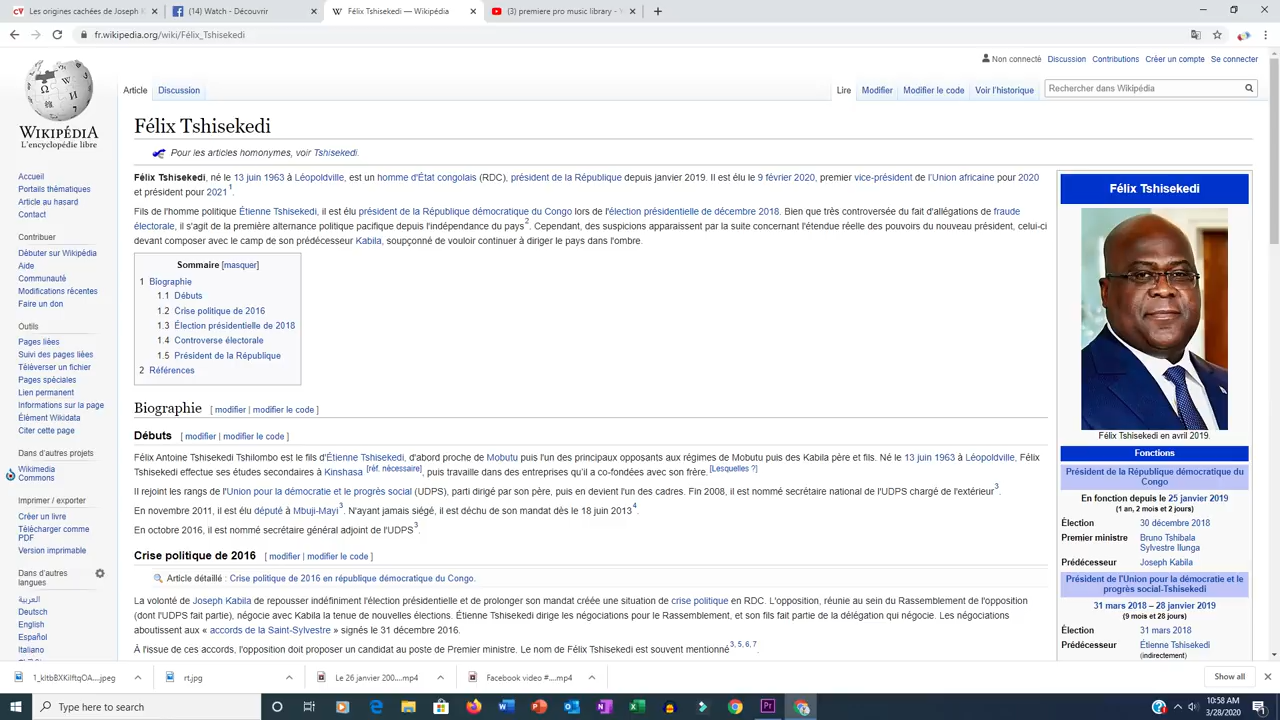 Les origines cachées de Joseph K
(14) Watch - Découvrir
Félix Tshisekedi — Wikipédia
(3) premiere pro music library - Y
fr.wikipedia.org/wiki/Félix_Tshisekedi
Non connecté Discussion Contributions Créer un compte Se connecter
Article Discussion Lire Modifier Modifier le code Voir l'historique Rechercher dans Wikipédia
WIKIPÉDIA
L'encyclopédie libre
Accueil
Portails thématiques
Article au hasard
Contact
Contribuer
Débuter sur Wikipédia
Aide
Communauté
Modifications récentes
Faire un don
Outils
Pages liées
Suivi des pages liées
Téléverser un fichier
Pages spéciales
Lien permanent
Informations sur la page
Élément Wikidata
Citer cette page
Dans d'autres projets
Wikimedia
Commons
Imprimer / exporter
Créer un livre
Télécharger comme
PDF
Version imprimable
Dans d'autres
langues
العربية
Deutsch
English
Español
Italiano
Félix Tshisekedi
Pour les articles homonymes, voir Tshisekedi.
Félix Tshisekedi, né le 13 juin 1963 à Léopoldville, est un homme d'État congolais (RDC), président de la République depuis janvier 2019. Il est élu le 9 février 2020, premier vice-président de l'Union africaine pour 2020
et président pour 2021 1.
Fils de l'homme politique Étienne Tshisekedi, il est élu président de la République démocratique du Congo lors de l'élection présidentielle de décembre 2018. Bien que très controversée du fait d'allégations de fraude
électorale, il s'agit de la première alternance politique pacifique depuis l'indépendance du pays2. Cependant, des suspicions apparaissent par la suite concernant l'étendue réelle des pouvoirs du nouveau président, celui-ci
devant composer avec le camp de son prédécesseur Kabila, soupçonné de vouloir continuer à diriger le pays dans l'ombre.
Sommaire [masquer]
1 Biographie
1.1 Débuts
1.2 Crise politique de 2016
1.3 Élection présidentielle de 2018
1.4 Controverse électorale
1.5 Président de la République
2 Références
Biographie [ modifier | modifier le code ]
Débuts [ modifier | modifier le code ]
Félix Antoine Tshisekedi Tshilombo est le fils d'Étienne Tshisekedi, d'abord proche de Mobutu puis l'un des principaux opposants aux régimes de Mobutu puis des Kabila père et fils. Né le 13 juin 1963 à Léopoldville, Félix
Tshisekedi effectue ses études secondaires à Kinshasa [réf. nécessaire], puis travaille dans des entreprises qu'il a co-fondées avec son frère.[Lesquelles ?]
Il rejoint les rangs de l'Union pour la démocratie et le progrès social (UDPS), parti dirigé par son père, puis en devient l'un des cadres. Fin 2008, il est nommé secrétaire national de l'UDPS chargé de l'extérieur3.
En novembre 2011, il est élu député à Mbuji-Mayi3. N'ayant jamais siégé, il est déchu de son mandat dès le 18 juin 20134.
En octobre 2016, il est nommé secrétaire général adjoint de l'UDPS3.
Crise politique de 2016 [ modifier | modifier le code ]
Article détaillé : Crise politique de 2016 en république démocratique du Congo.
La volonté de Joseph Kabila de repousser indéfiniment l'élection présidentielle et de prolonger son mandat créée une situation de crise politique en RDC. L'opposition, réunie au sein du Rassemblement de l'opposition
(dont l'UDPS fait partie), négocie avec Kabila la tenue de nouvelles élections. Étienne Tshisekedi dirige les négociations pour le Rassemblement, et son fils fait partie de la délégation qui négocie. Les négociations
aboutissent aux « accords de la Saint-Sylvestre » signés le 31 décembre 2016.
À l'issue de ces accords, l'opposition doit proposer un candidat au poste de Premier ministre. Le nom de Félix Tshisekedi est souvent mentionné3, 5, 6, 7.
Félix Tshisekedi
Félix Tshisekedi en avril 2019.
Fonctions
Président de la République démocratique du
Congo
En fonction depuis le 25 janvier 2019
(1 an, 2 mois et 2 jours)
Élection 30 décembre 2018
Premier ministre Bruno Tshibala
Sylvestre Ilunga
Prédécesseur Joseph Kabila
Président de l'Union pour la démocratie et le
progrès social-Tshisekedi
31 mars 2018 – 28 janvier 2019
(9 mois et 28 jours)
Élection 31 mars 2018
Prédécesseur Étienne Tshisekedi
(indirectement)
1_kltbBXKilftqOA....jpeg
rt.jpg
Le 26 janvier 200....mp4
Facebook video #....mp4
Show all
Type here to search
10:58 AM
3/28/2020